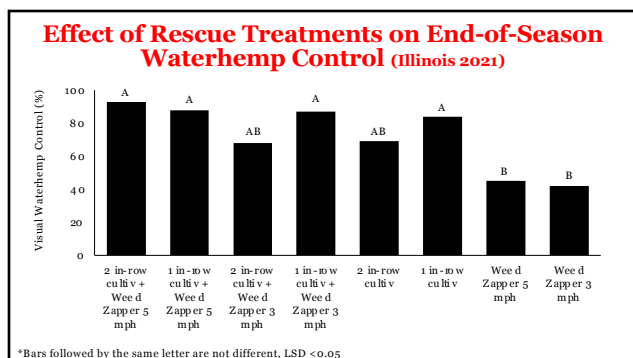 Effect of Rescue Treatments on End-of-Season
Waterhemp Control (Illinois 2021)
Visual Waterhemp Control (%)
100
80
60
40
20
0
A
A
AB
A
AB
A
B
B
2 in-row
cultiv +
Weed
Zapper 5
mph
1 in-row
cultiv +
Weed
Zapper 5
mph
2 in-row
cultiv +
Weed
Zapper 3
mph
1 in-row
cultiv +
Weed
Zapper 3
mph
2 in-row
cultiv
1 in-row
cultiv
Weed
Zapper 5
mph
Weed
Zapper 3
mph
*Bars followed by the same letter are not different, LSD <0.05